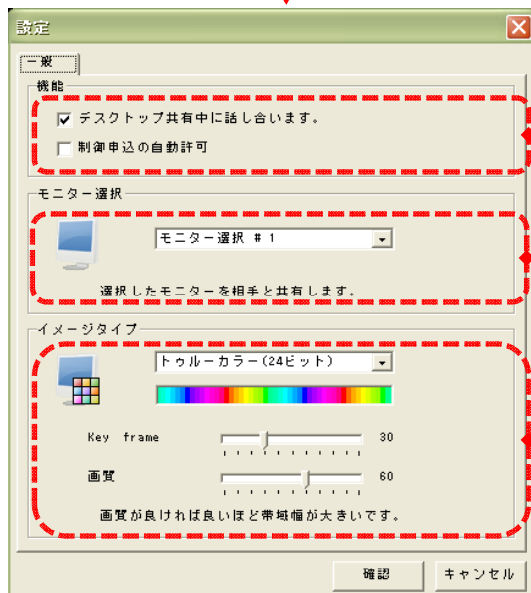 設定
一般
機能
デスクトップ共有中に話し合います。
制御申込の自動許可
モニター選択
モニター選択 # 1
選択したモニターを相手と共有します.
イメージタイプ
トゥルーカラー(24ビット)
Key frame 30
画質 60
画質が良ければ良いほど帯域幅が大きいです。
確認 キャンセル